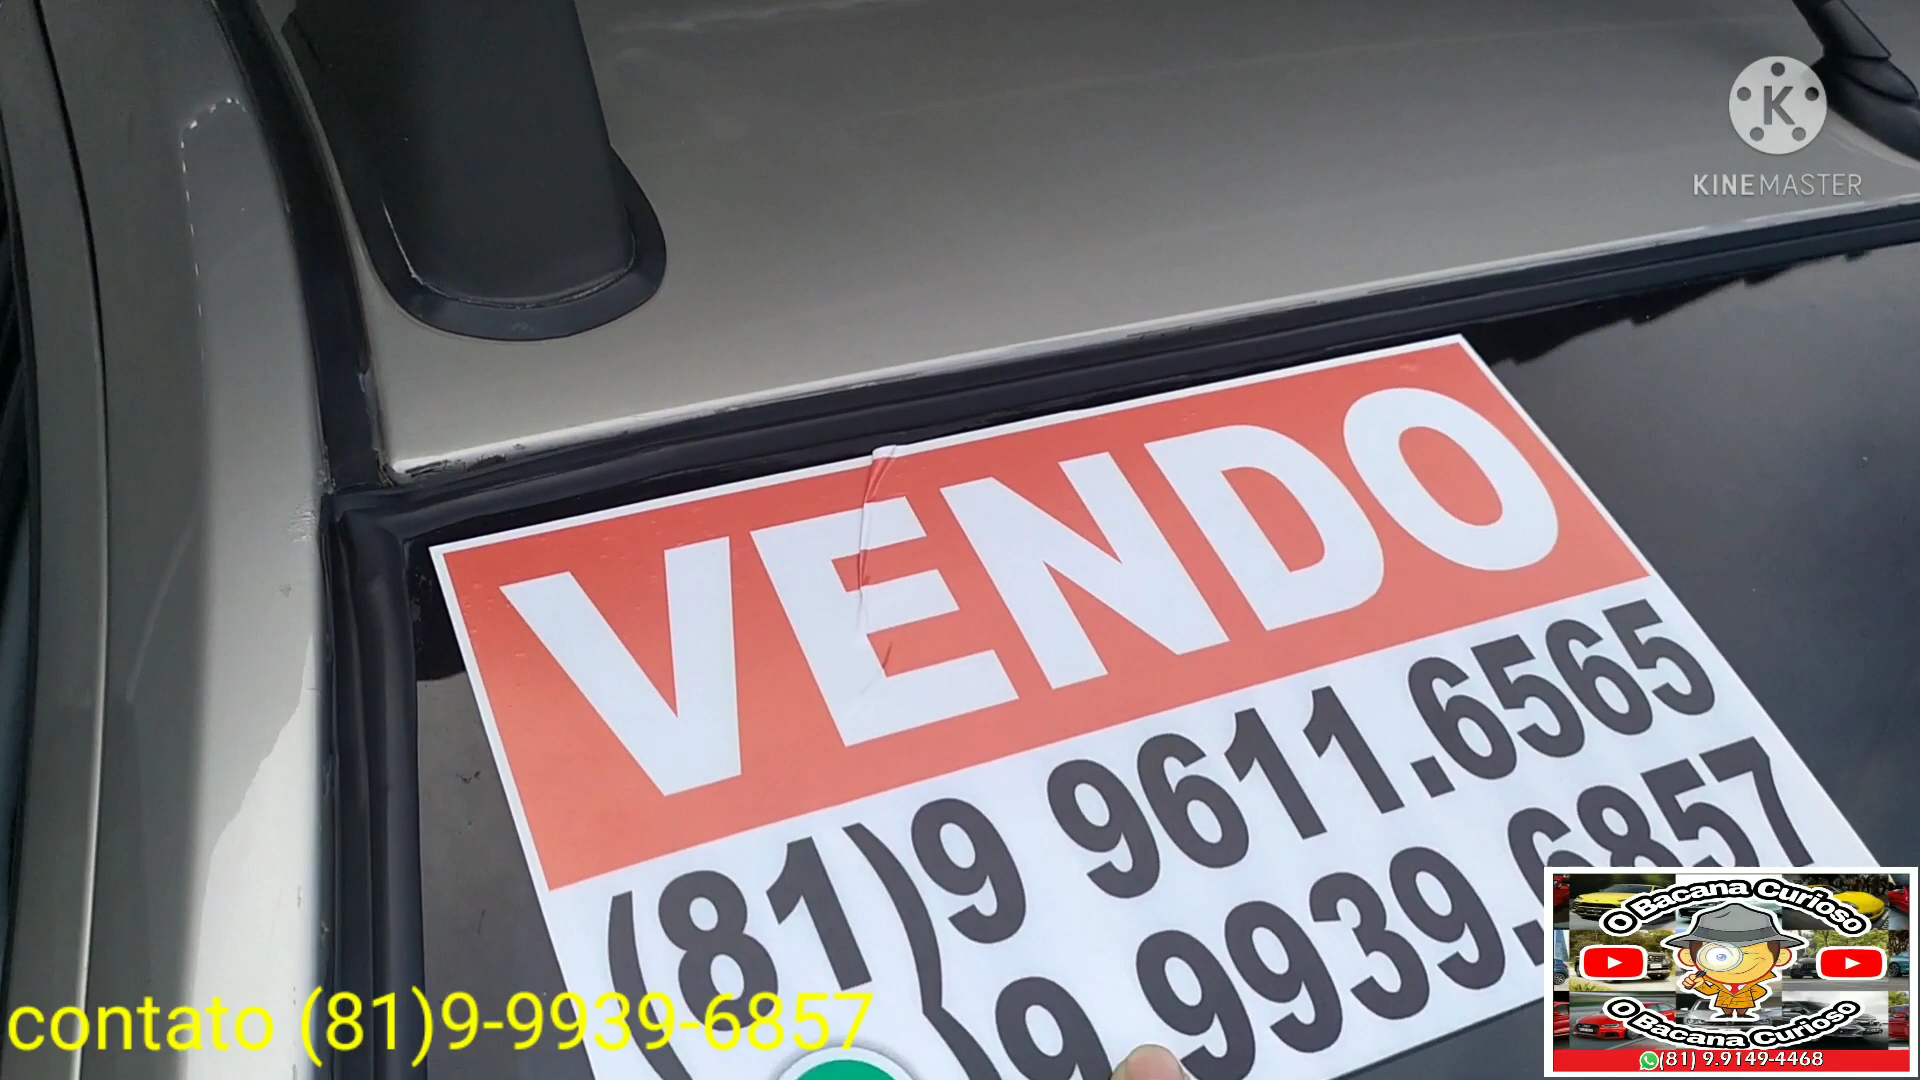 K
KINEMASTER
VENDO
(81)9 9611.6565
)9 9939.6857
contato (81)9-9939-6857
O Bacana Curioso
O Bacana Curioso
(81) 9.9149-4468